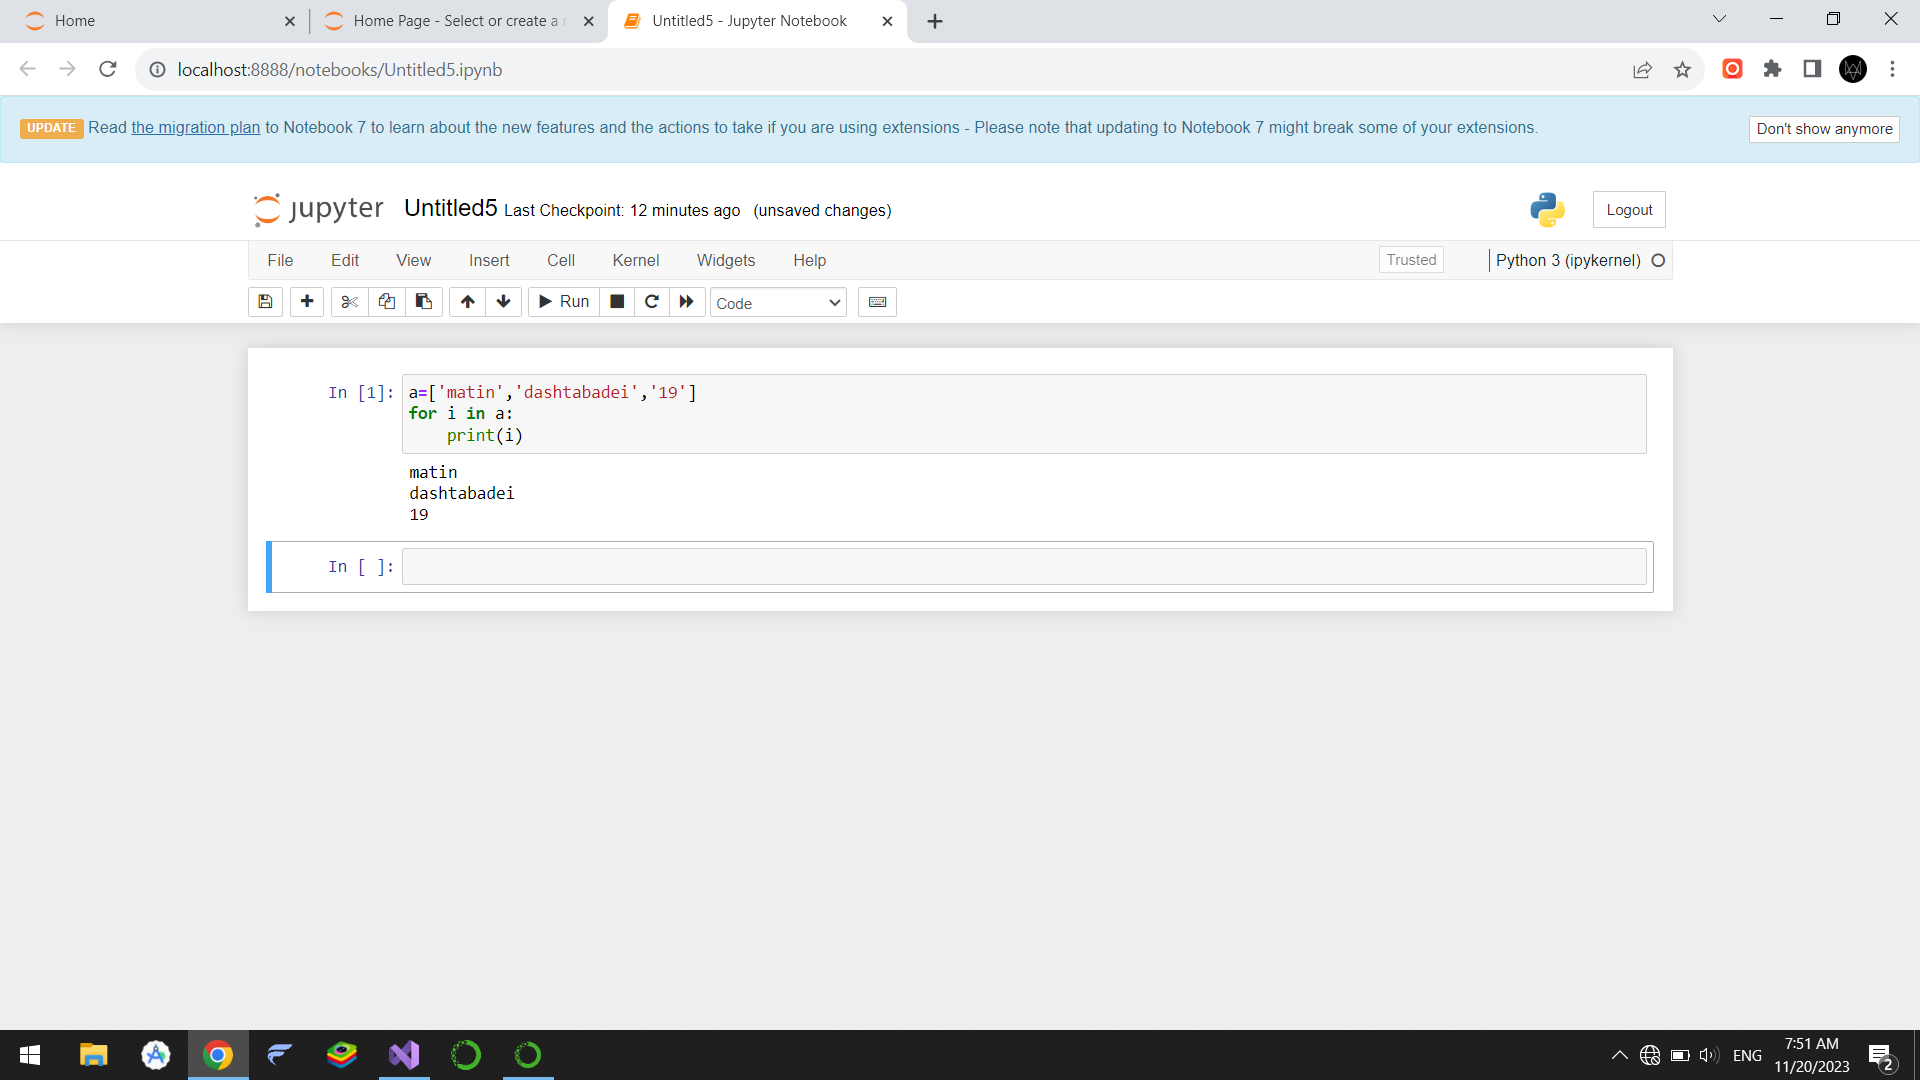 Home
Home Page - Select or create a
Untitled5 - Jupyter Notebook
localhost:8888/notebooks/Untitled5.ipynb
UPDATE Read the migration plan to Notebook 7 to learn about the new features and the actions to take if you are using extensions - Please note that updating to Notebook 7 might break some of your extensions.
Don't show anymore
jupyter Untitled5 Last Checkpoint: 12 minutes ago (unsaved changes)
Logout
File Edit View Insert Cell Kernel Widgets Help
Trusted
Python 3 (ipykernel)
Run
Code
In [1]: a=['matin','dashtabadei','19']
for i in a:
    print(i)
matin
dashtabadei
19
In [ ]:
ENG
7:51 AM
11/20/2023
2